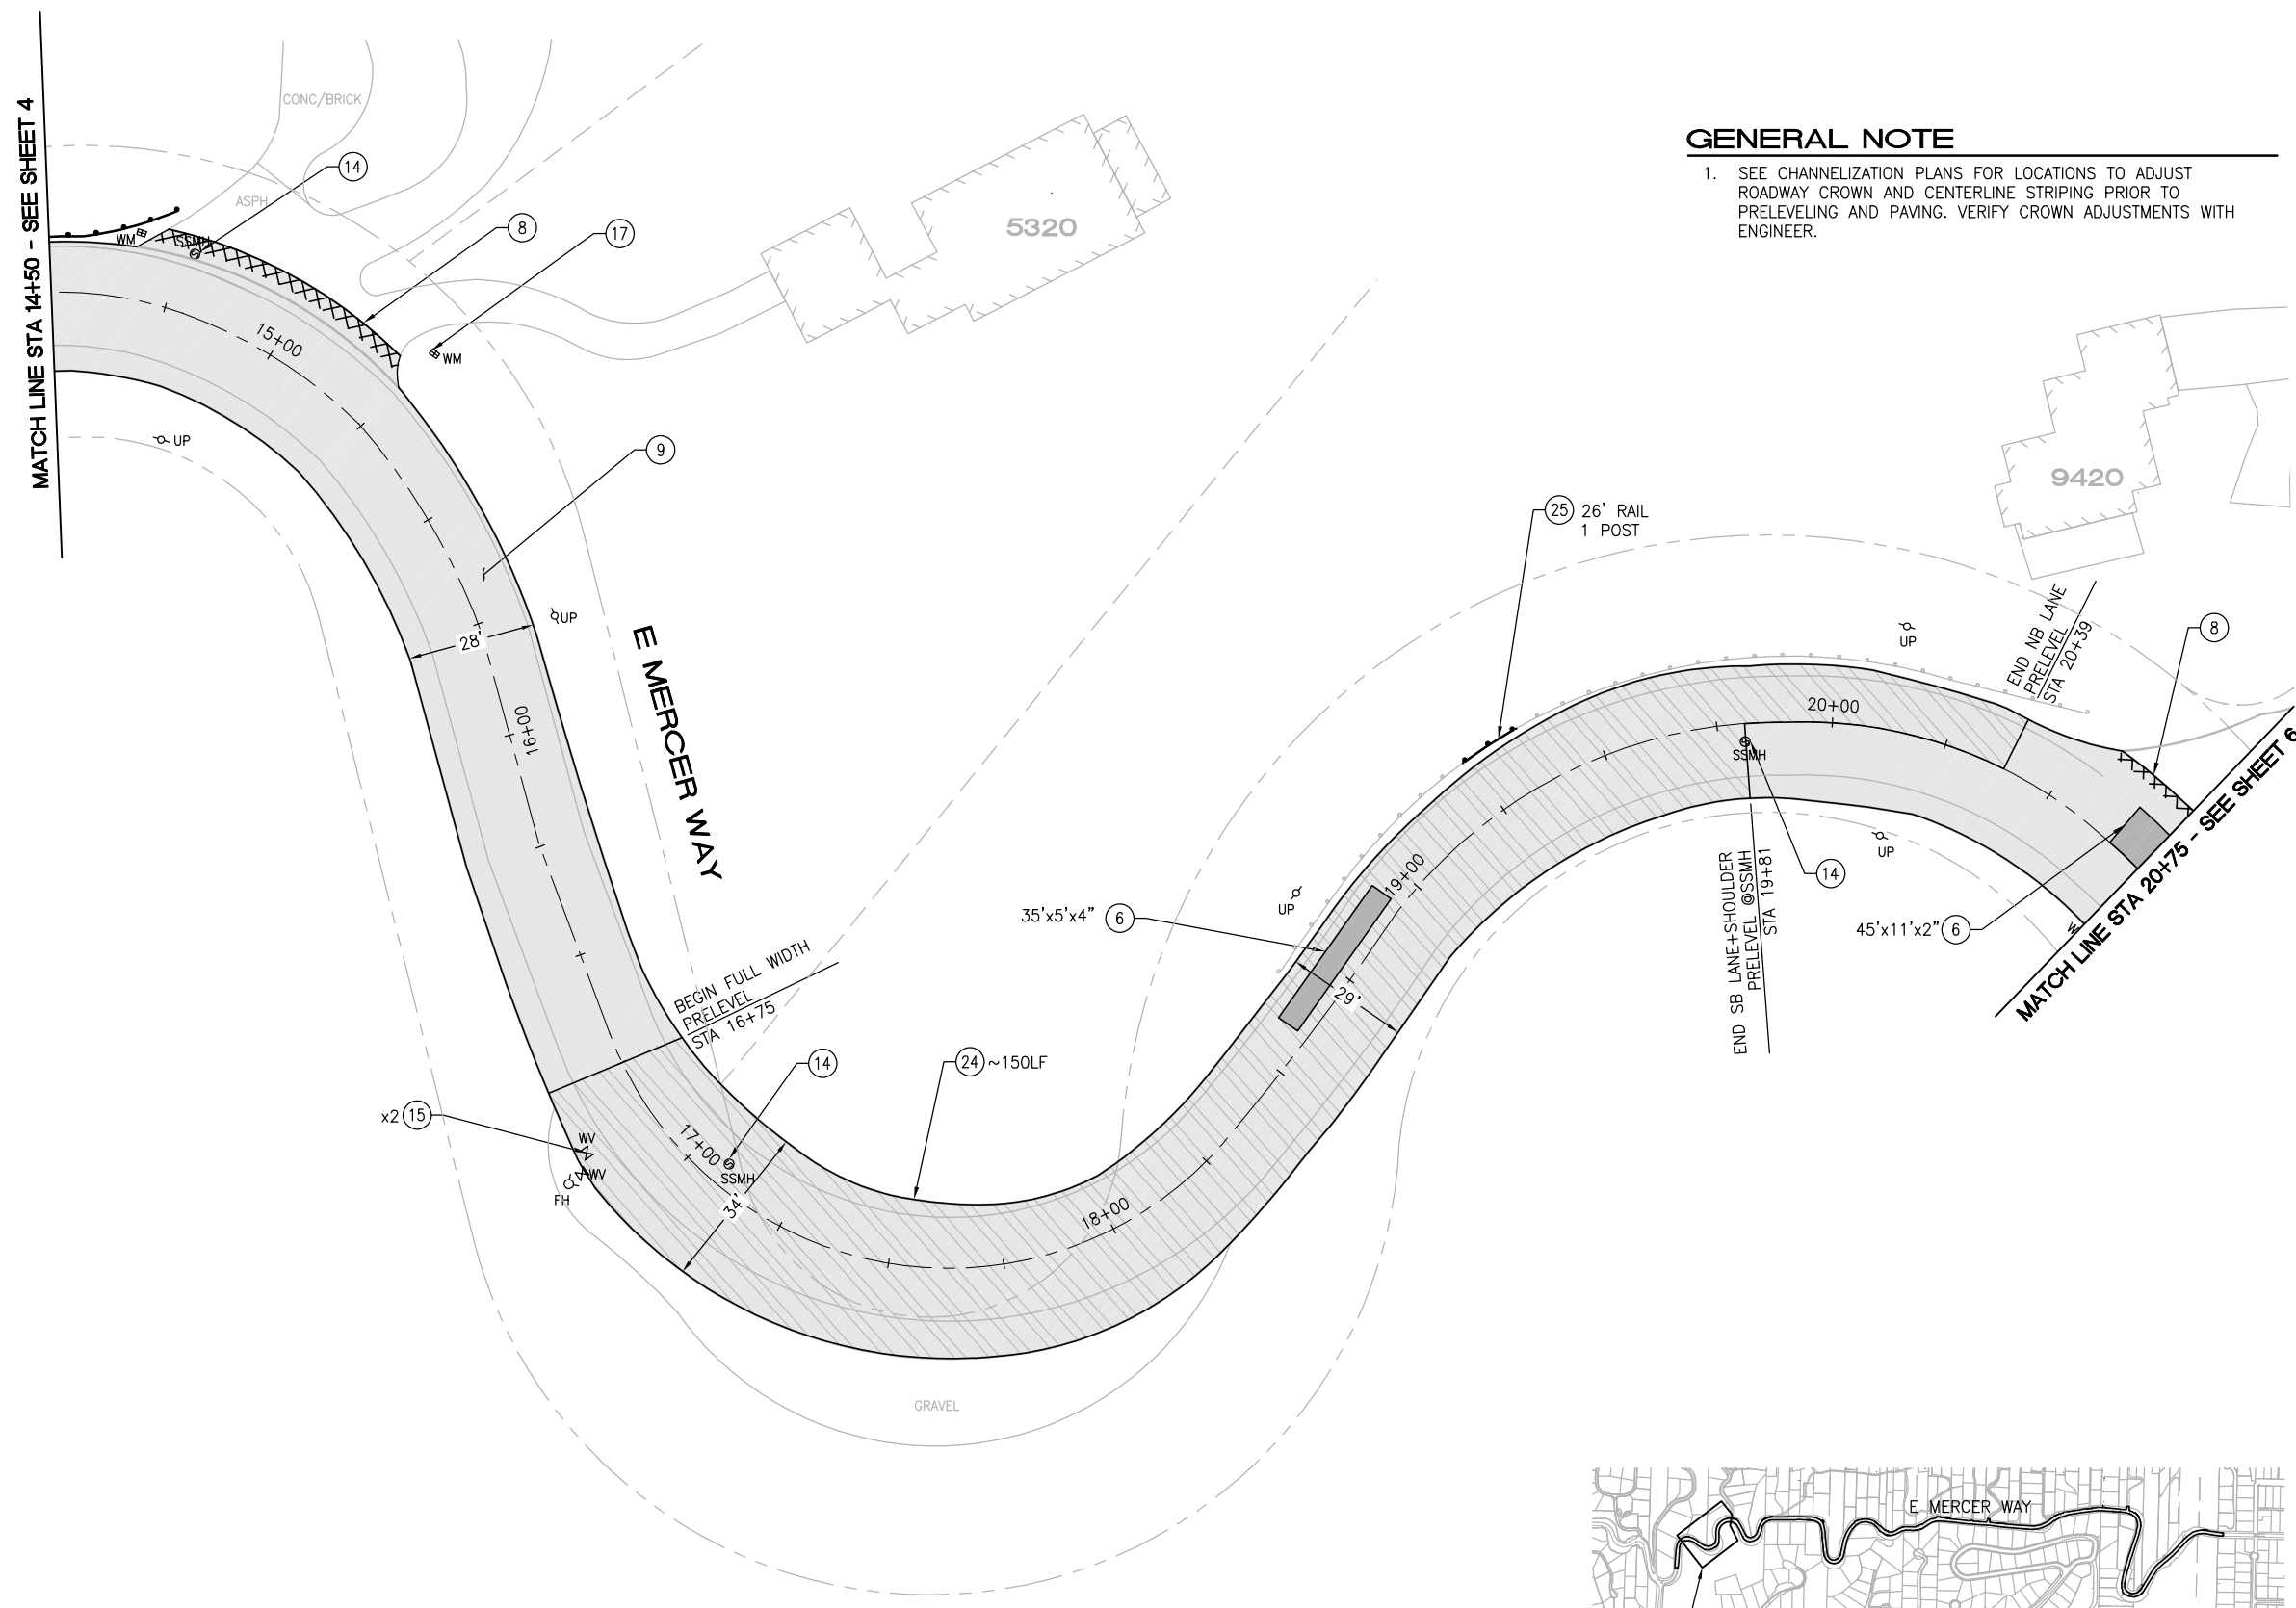 MATCH LINE STA 14+50 - SEE SHEET 4
CONC/BRICK
ASPH
14
8
17
WM
SSMH
WM
15+00
UP
9
28'
UP
16+00
E MERCER WAY
5320
GENERAL NOTE
1. SEE CHANNELIZATION PLANS FOR LOCATIONS TO ADJUST
ROADWAY CROWN AND CENTERLINE STRIPING PRIOR TO
PRELEVELING AND PAVING. VERIFY CROWN ADJUSTMENTS WITH
ENGINEER.
9420
25 26' RAIL
1 POST
UP
END NB LANE
PRELEVEL
STA 20+39
8
20+00
SSMH
14
UP
END SB LANE+SHOULDER
PRELEVEL @SSMH
STA 19+81
45'x11'x2" 6
MATCH LINE STA 20+75 - SEE SHEET 6
19+00
UP
35'x5'x4" 6
29'
BEGIN FULL WIDTH
PRELEVEL
STA 16+75
14
24 ~150LF
x2 15
WV
WV
FH
17+00
SSMH
34'
18+00
GRAVEL
E MERCER WAY